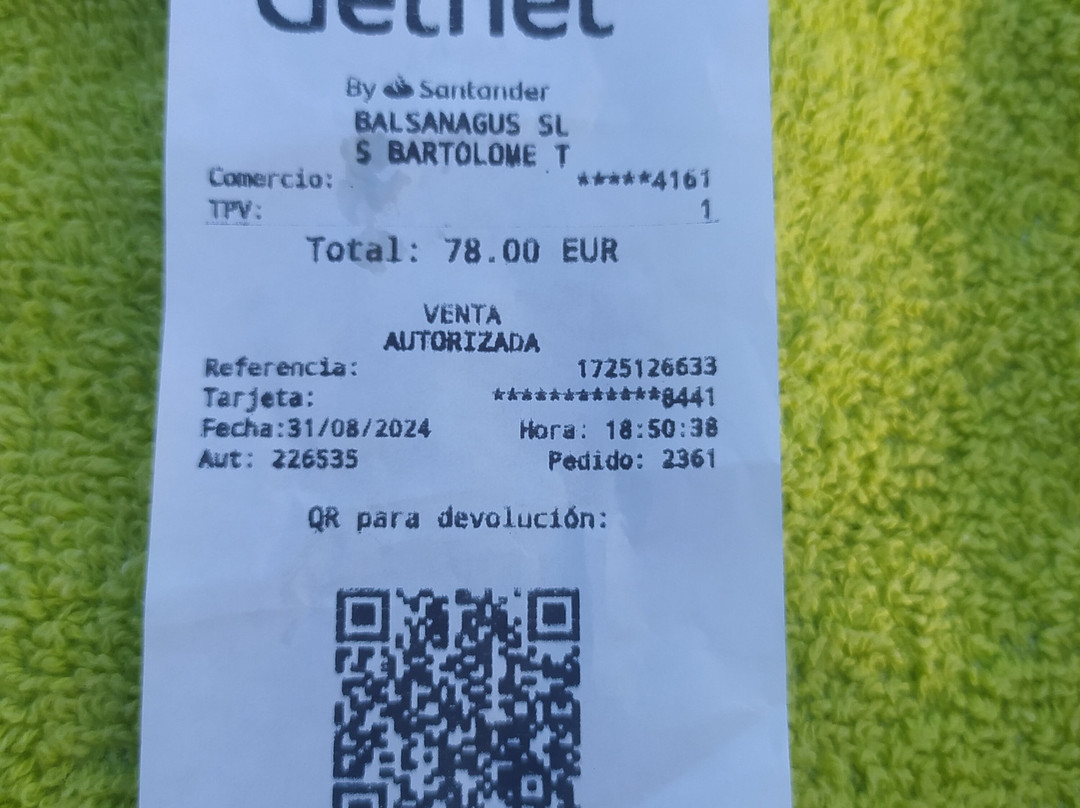 Getnet
By Santander
BALSANAGUS SL
S BARTOLOME T
Comercio: *****4161
TPV: 1
Total: 78.00 EUR
VENTA
AUTORIZADA
Referencia: 1725126633
Tarjeta: ************8441
Fecha:31/08/2024 Hora: 18:50:38
Aut: 226535 Pedido: 2361
QR para devolución: